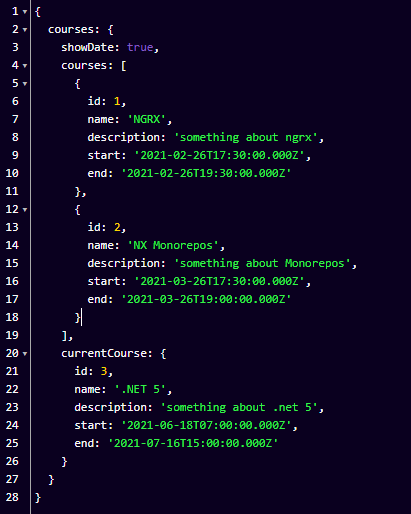 1 {
2 courses: {
3 showDate: true,
4 courses: [
5 {
6 id: 1,
7 name: 'NGRX',
8 description: 'something about ngrx',
9 start: '2021-02-26T17:30:00.000Z',
10 end: '2021-02-26T19:30:00.000Z'
11 },
12 {
13 id: 2,
14 name: 'NX Monorepos',
15 description: 'something about Monorepos',
16 start: '2021-03-26T17:30:00.000Z',
17 end: '2021-03-26T19:00:00.000Z'
18 }
19 ],
20 currentCourse: {
21 id: 3,
22 name: '.NET 5',
23 description: 'something about .net 5',
24 start: '2021-06-18T07:00:00.000Z',
25 end: '2021-07-16T15:00:00.000Z'
26 }
27 }
28 }